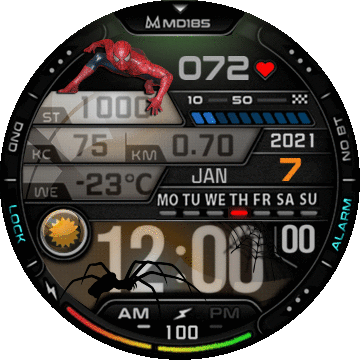 MD185
072
ST 1000
10 50
KC 75 KM 0.70
2021
WE -23°C
JAN 7
MO TU WE TH FR SA SU
12:00 00
AM PM
100
DND
LOCK
NO BT
ALARM